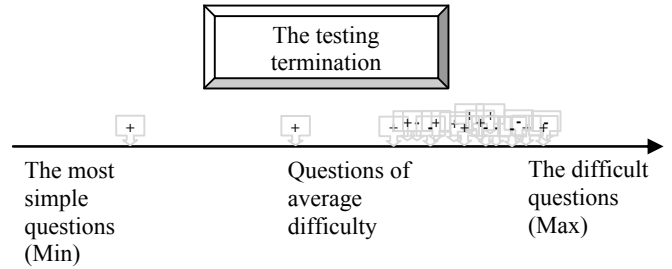 The testing
termination
+ +
The most
simple
questions
(Min)
Questions of
average
difficulty
The difficult
questions
(Max)